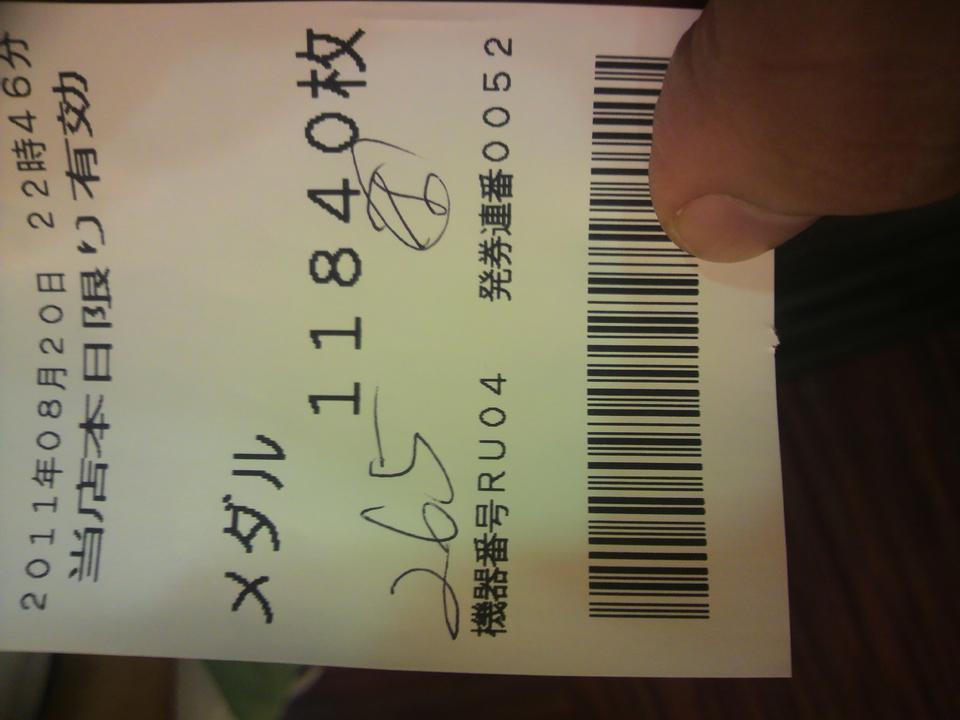 2011年08月20日 22時46分
当店本日限り有効
メダル 11840枚
265
機器番号RU04 発券連番0052